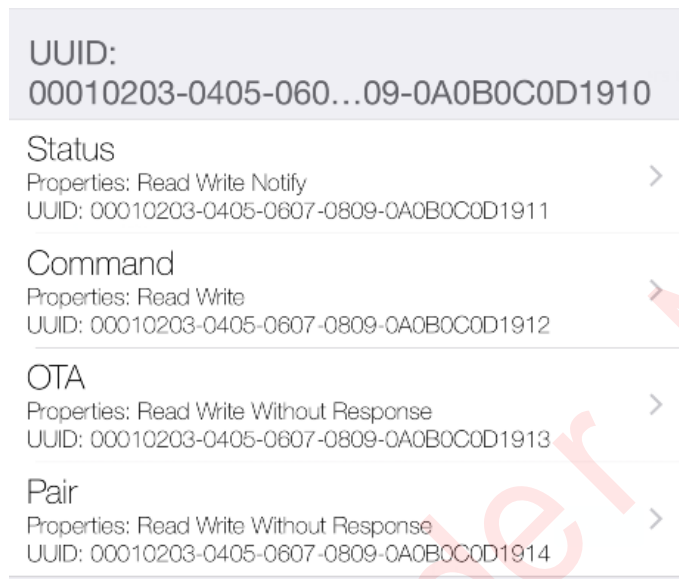 UUID:
00010203-0405-060...09-0A0B0C0D1910
Status
Properties: Read Write Notify
UUID: 00010203-0405-0607-0809-0A0B0C0D1911
Command
Properties: Read Write
UUID: 00010203-0405-0607-0809-0A0B0C0D1912
OTA
Properties: Read Write Without Response
UUID: 00010203-0405-0607-0809-0A0B0C0D1913
Pair
Properties: Read Write Without Response
UUID: 00010203-0405-0607-0809-0A0B0C0D1914